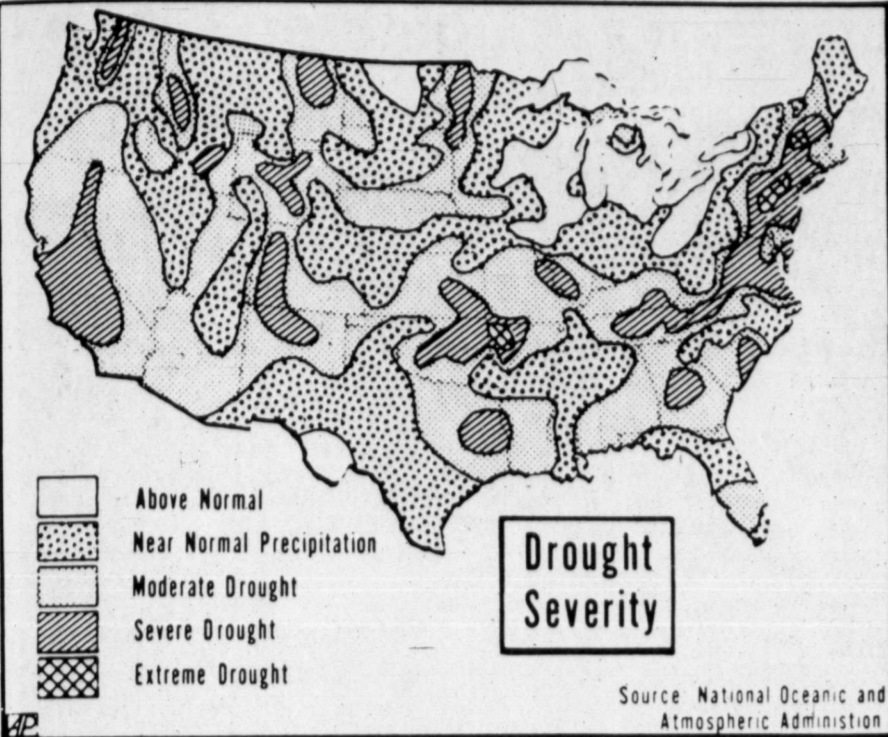 Above Normal
Near Normal Precipitation
Moderate Drought
Severe Drought
Extreme Drought
Drought
Severity
Source National Oceanic and
Atmospheric Administion
AP